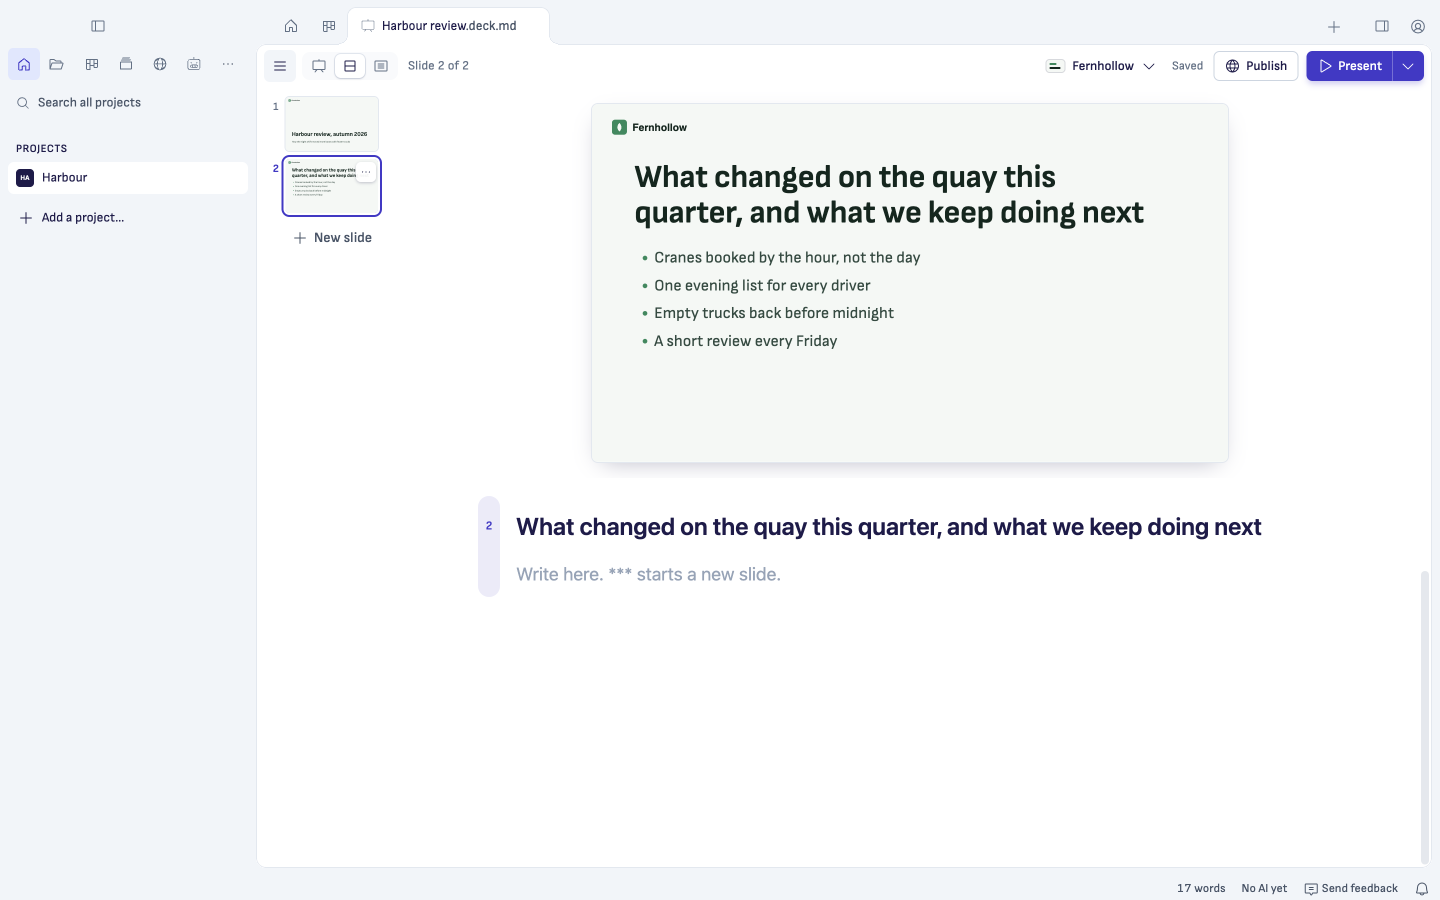 Harbour review.deck.md
Slide 2 of 2
Fernhollow
Saved
Publish
Present
Search all projects
PROJECTS
HA
Harbour
Add a project...
1
Harbour review, autumn 2026
2
What changed on the quay this
quarter, and what we keep doin
New slide
Fernhollow
What changed on the quay this
quarter, and what we keep doing next
• Cranes booked by the hour, not the day
• One evening list for every driver
• Empty trucks back before midnight
• A short review every Friday
2
What changed on the quay this quarter, and what we keep doing next
Write here. *** starts a new slide.
17 words
No AI yet
Send feedback